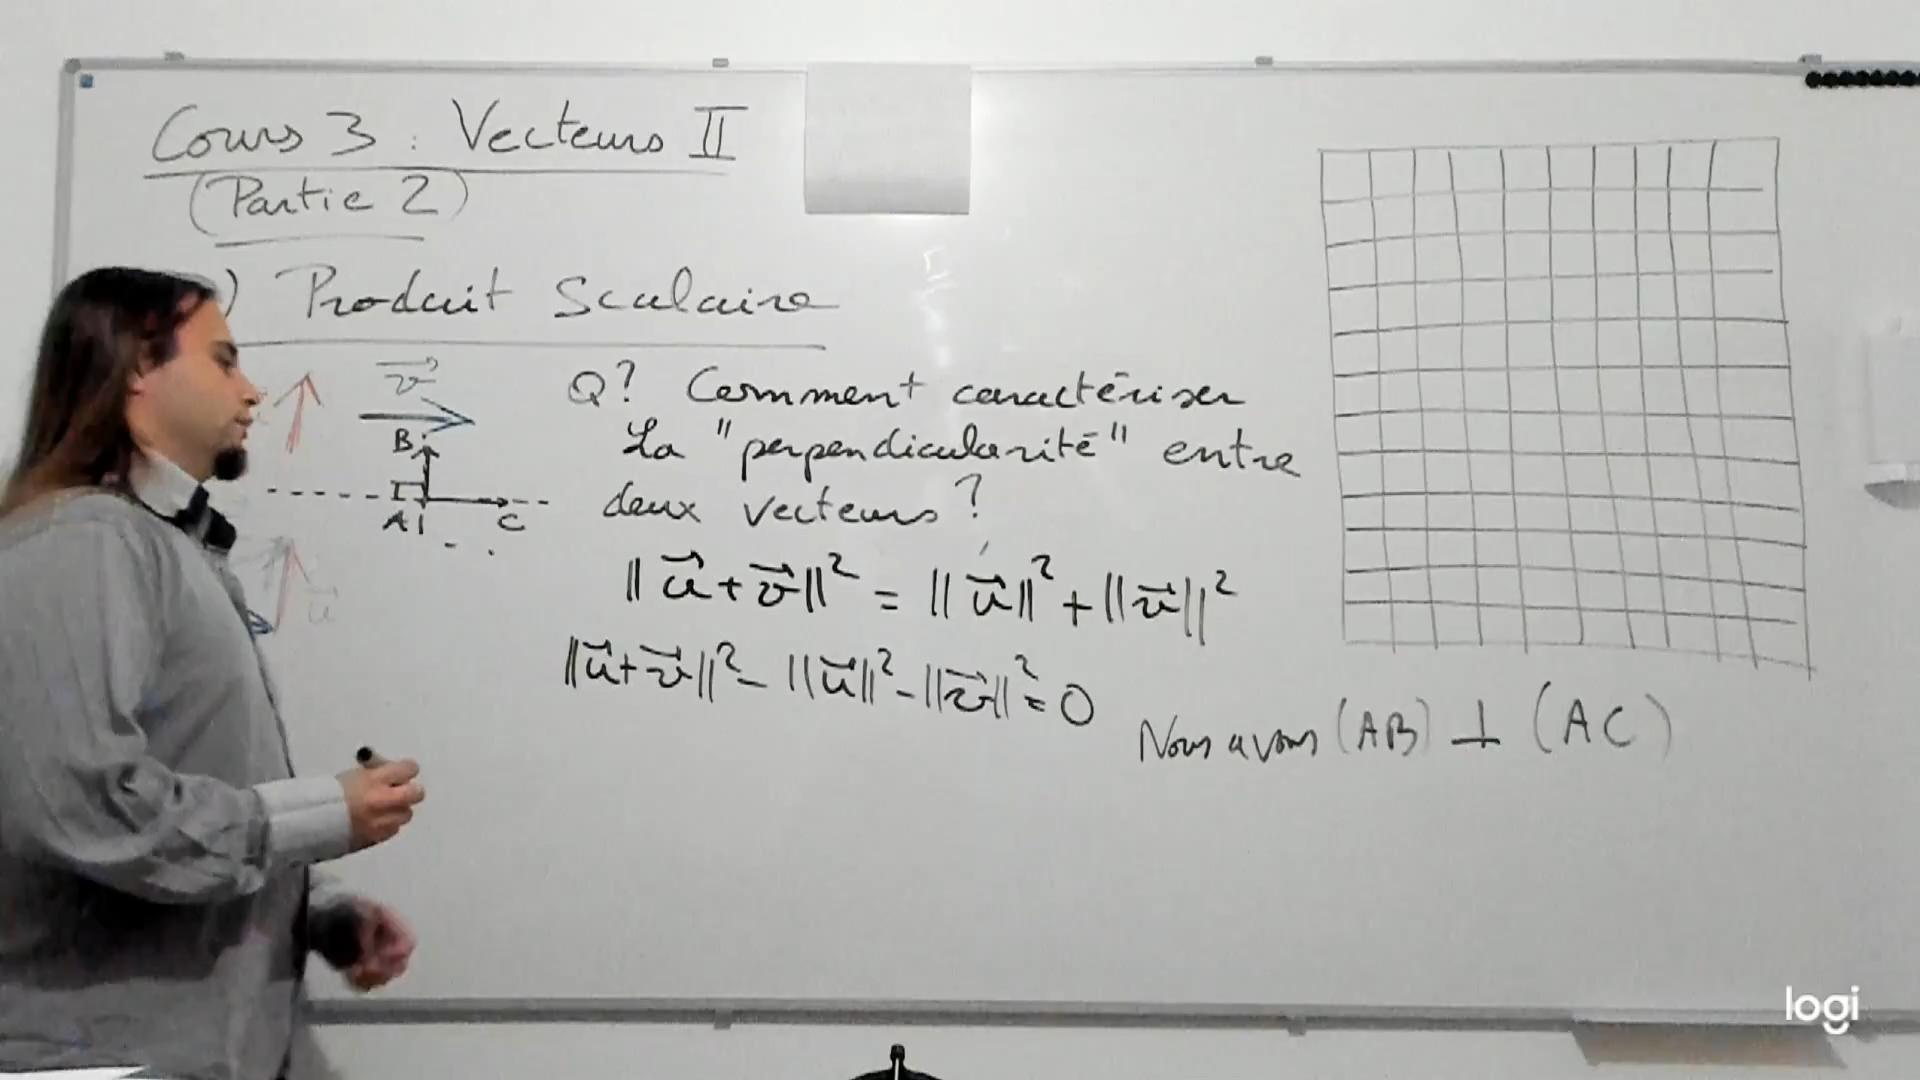 Cours 3 : Vecteurs II
(Partie 2)
) Produit Scalaire
v
B
A
C
u
Q? Comment caractériser
La "perpendicularité" entre
deux vecteurs ?
‖u⃗+v⃗‖² = ‖u⃗‖² + ‖v⃗‖²
‖u⃗+v⃗‖² - ‖u⃗‖² - ‖v⃗‖² = 0
Nous avons (AB) ⊥ (AC)
logi